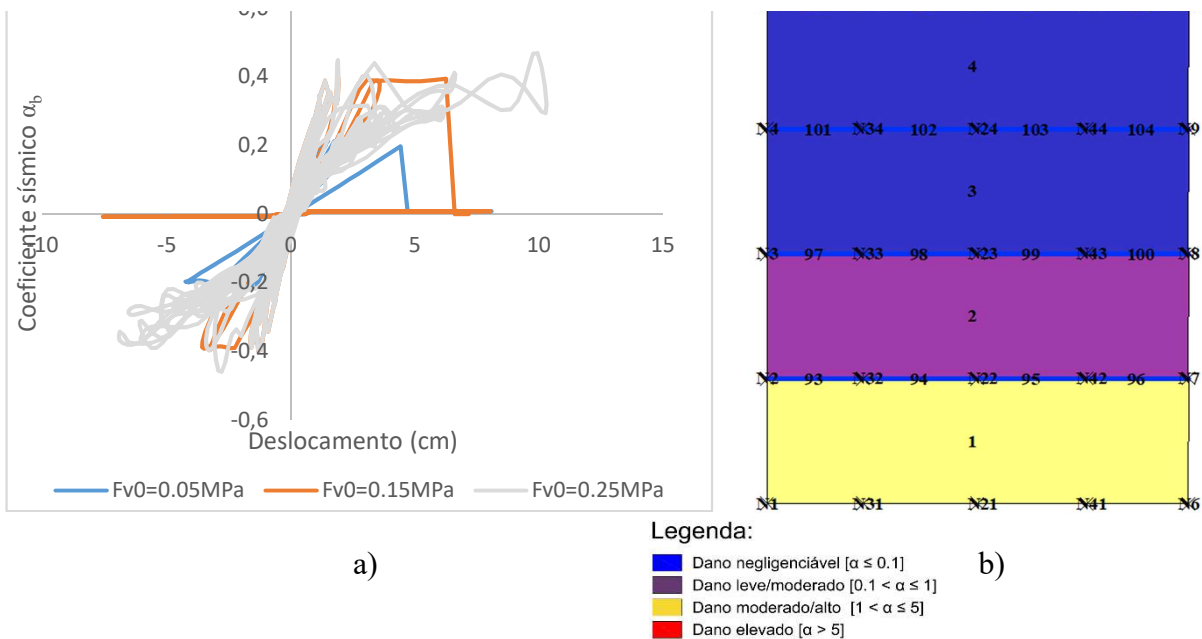 Coeficiente sísmico αb
0,4
0,2
0
-0,2
-0,4
-0,6
10 -5 0 5 10 15
Deslocamento (cm)
Fv0=0.05MPa Fv0=0.15MPa Fv0=0.25MPa
a)
4
N4 101 N34 102 N24 103 N44 104 N9
3
N3 97 N33 98 N23 99 N43 100 N8
2
N2 93 N32 94 N22 95 N42 96 N7
1
N1 N31 N21 N41 N6
Legenda:
Dano negligenciável [α ≤ 0.1]
Dano leve/moderado [0.1 < α ≤ 1]
Dano moderado/alto [1 < α ≤ 5]
Dano elevado [α > 5]
b)